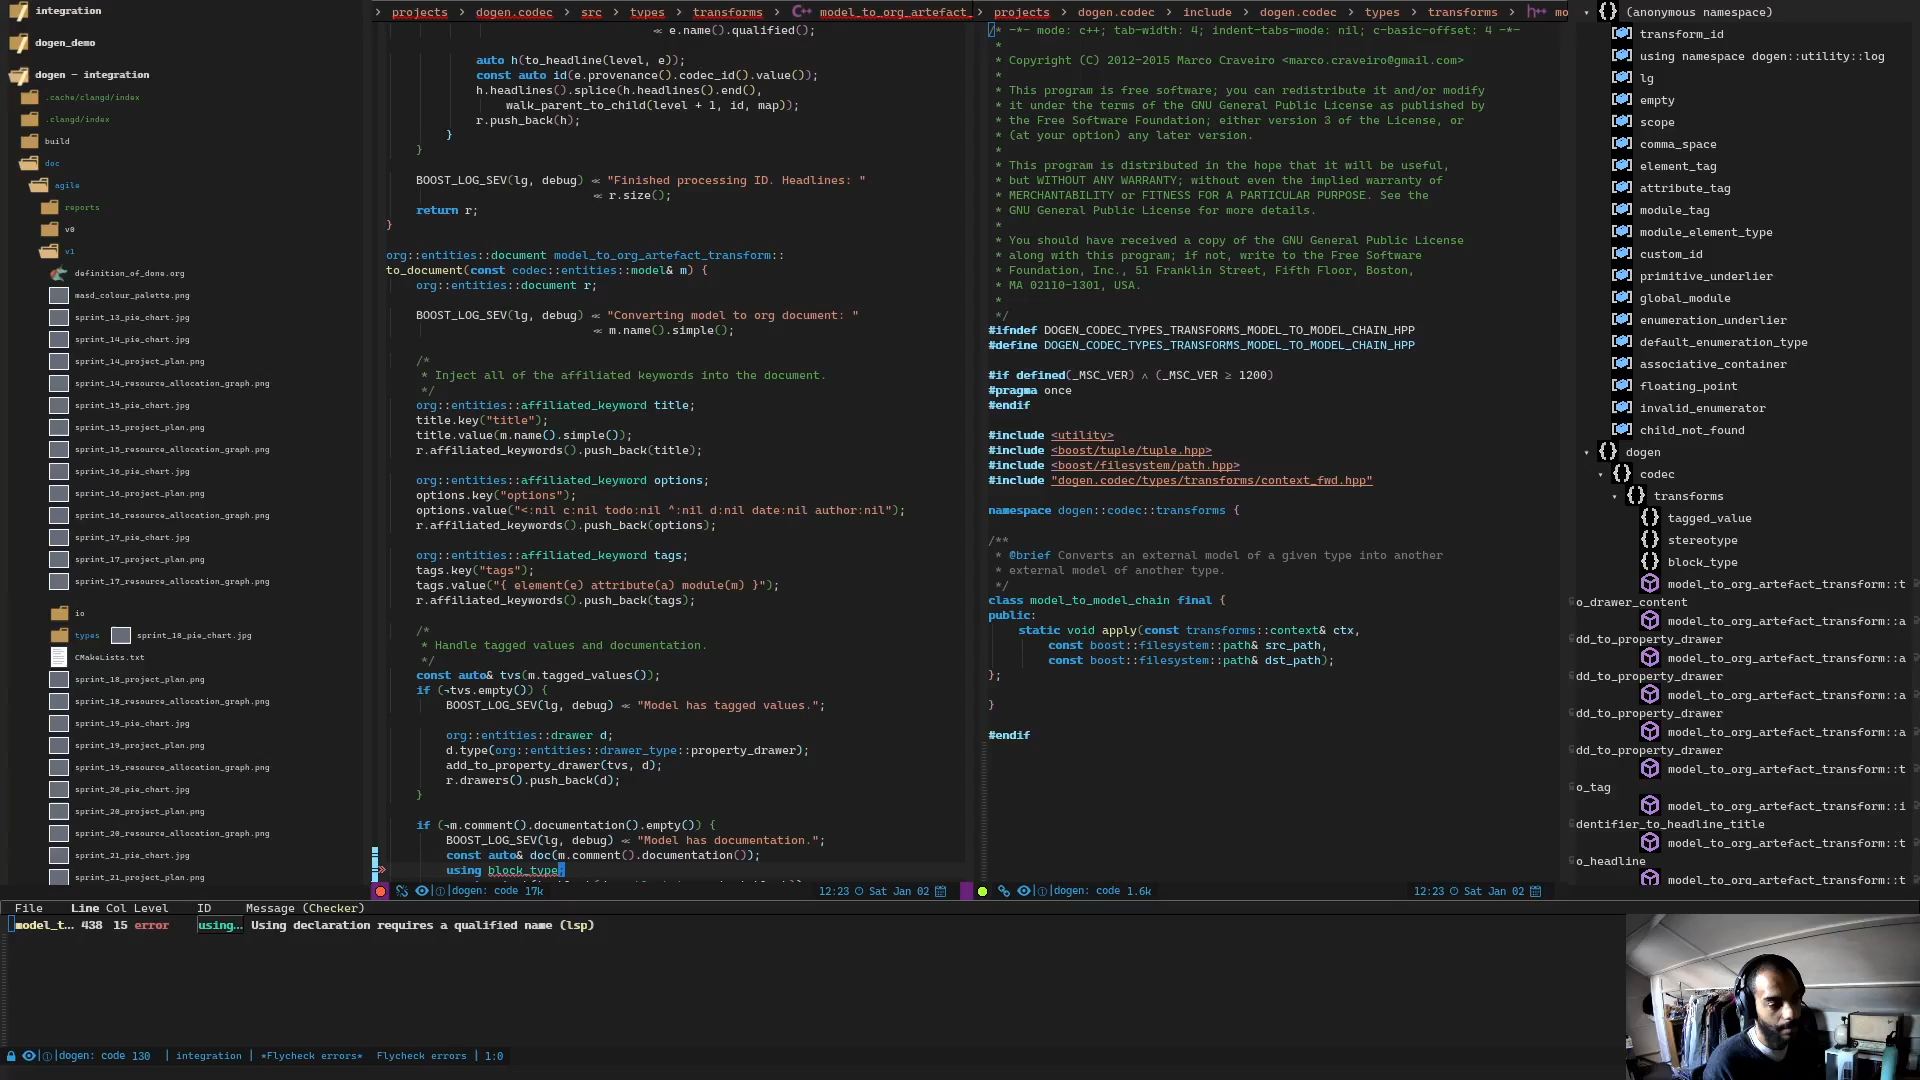 integration
dogen_demo
dogen – integration
.cache/clangd/index
.clangd/index
build
doc
agile
reports
v0
v1
definition_of_done.org
masd_colour_palette.png
sprint_13_pie_chart.jpg
sprint_14_pie_chart.jpg
sprint_14_project_plan.png
sprint_14_resource_allocation_graph.png
sprint_15_pie_chart.jpg
sprint_15_project_plan.png
sprint_15_resource_allocation_graph.png
sprint_16_pie_chart.jpg
sprint_16_project_plan.png
sprint_16_resource_allocation_graph.png
sprint_17_pie_chart.jpg
sprint_17_project_plan.png
sprint_17_resource_allocation_graph.png
io
types sprint_18_pie_chart.jpg
CMakeLists.txt
sprint_18_project_plan.png
sprint_18_resource_allocation_graph.png
sprint_19_pie_chart.jpg
sprint_19_project_plan.png
sprint_19_resource_allocation_graph.png
sprint_20_pie_chart.jpg
sprint_20_project_plan.png
sprint_20_resource_allocation_graph.png
sprint_21_pie_chart.jpg
sprint_21_project_plan.png
> projects > dogen.codec > src > types > transforms > C++ model_to_org_artefact_
≪ e.name().qualified();
auto h(to_headline(level, e));
const auto id(e.provenance().codec_id().value());
h.headlines().splice(h.headlines().end(),
walk_parent_to_child(level + 1, id, map));
r.push_back(h);
}
}
BOOST_LOG_SEV(lg, debug) ≪ "Finished processing ID. Headlines: "
≪ r.size();
return r;
}
org::entities::document model_to_org_artefact_transform::
to_document(const codec::entities::model& m) {
org::entities::document r;
BOOST_LOG_SEV(lg, debug) ≪ "Converting model to org document: "
≪ m.name().simple();
/*
* Inject all of the affiliated keywords into the document.
*/
org::entities::affiliated_keyword title;
title.key("title");
title.value(m.name().simple());
r.affiliated_keywords().push_back(title);
org::entities::affiliated_keyword options;
options.key("options");
options.value("<:nil c:nil todo:nil ^:nil d:nil date:nil author:nil");
r.affiliated_keywords().push_back(options);
org::entities::affiliated_keyword tags;
tags.key("tags");
tags.value("{ element(e) attribute(a) module(m) }");
r.affiliated_keywords().push_back(tags);
/*
* Handle tagged values and documentation.
*/
const auto& tvs(m.tagged_values());
if (¬tvs.empty()) {
BOOST_LOG_SEV(lg, debug) ≪ "Model has tagged values.";
org::entities::drawer d;
d.type(org::entities::drawer_type::property_drawer);
add_to_property_drawer(tvs, d);
r.drawers().push_back(d);
}
if (¬m.comment().documentation().empty()) {
BOOST_LOG_SEV(lg, debug) ≪ "Model has documentation.";
const auto& doc(m.comment().documentation());
using block_type;
dogen: code 17k 12:23 Sat Jan 02
> projects > dogen.codec > include > dogen.codec > types > transforms > h++ mo
/* -*- mode: c++; tab-width: 4; indent-tabs-mode: nil; c-basic-offset: 4 -*-
*
* Copyright (C) 2012-2015 Marco Craveiro <marco.craveiro@gmail.com>
*
* This program is free software; you can redistribute it and/or modify
* it under the terms of the GNU General Public License as published by
* the Free Software Foundation; either version 3 of the License, or
* (at your option) any later version.
*
* This program is distributed in the hope that it will be useful,
* but WITHOUT ANY WARRANTY; without even the implied warranty of
* MERCHANTABILITY or FITNESS FOR A PARTICULAR PURPOSE. See the
* GNU General Public License for more details.
*
* You should have received a copy of the GNU General Public License
* along with this program; if not, write to the Free Software
* Foundation, Inc., 51 Franklin Street, Fifth Floor, Boston,
* MA 02110-1301, USA.
*
*/
#ifndef DOGEN_CODEC_TYPES_TRANSFORMS_MODEL_TO_MODEL_CHAIN_HPP
#define DOGEN_CODEC_TYPES_TRANSFORMS_MODEL_TO_MODEL_CHAIN_HPP
#if defined(_MSC_VER) ∧ (_MSC_VER ≥ 1200)
#pragma once
#endif
#include <utility>
#include <boost/tuple/tuple.hpp>
#include <boost/filesystem/path.hpp>
#include "dogen.codec/types/transforms/context_fwd.hpp"
namespace dogen::codec::transforms {
/**
* @brief Converts an external model of a given type into another
* external model of another type.
*/
class model_to_model_chain final {
public:
static void apply(const transforms::context& ctx,
const boost::filesystem::path& src_path,
const boost::filesystem::path& dst_path);
};
}
#endif
dogen: code 1.6k 12:23 Sat Jan 02
{} (anonymous namespace)
transform_id
using namespace dogen::utility::log
lg
empty
scope
comma_space
element_tag
attribute_tag
module_tag
module_element_type
custom_id
primitive_underlier
global_module
enumeration_underlier
default_enumeration_type
associative_container
floating_point
invalid_enumerator
child_not_found
{} dogen
{} codec
{} transforms
{} tagged_value
{} stereotype
{} block_type
model_to_org_artefact_transform::t
o_drawer_content
model_to_org_artefact_transform::a
dd_to_property_drawer
model_to_org_artefact_transform::a
dd_to_property_drawer
model_to_org_artefact_transform::a
dd_to_property_drawer
model_to_org_artefact_transform::a
dd_to_property_drawer
model_to_org_artefact_transform::t
o_tag
model_to_org_artefact_transform::i
dentifier_to_headline_title
model_to_org_artefact_transform::t
o_headline
model_to_org_artefact_transform::t
File Line Col Level ID Message (Checker)
model_t… 438 15 error using… Using declaration requires a qualified name (lsp)
dogen: code 130 | integration | *Flycheck errors* Flycheck errors | 1:0